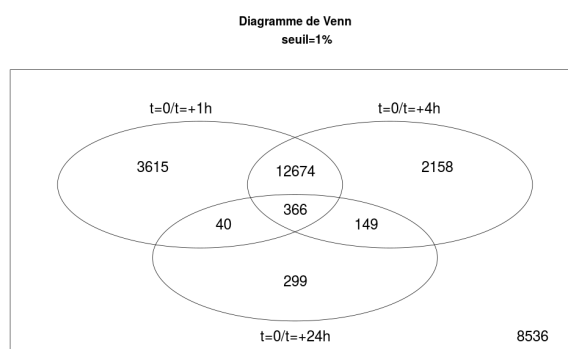 Diagramme de Venn
seuil=1%
t=0/t=+1h t=0/t=+4h
3615 12674 2158
366
40 149
299
t=0/t=+24h 8536